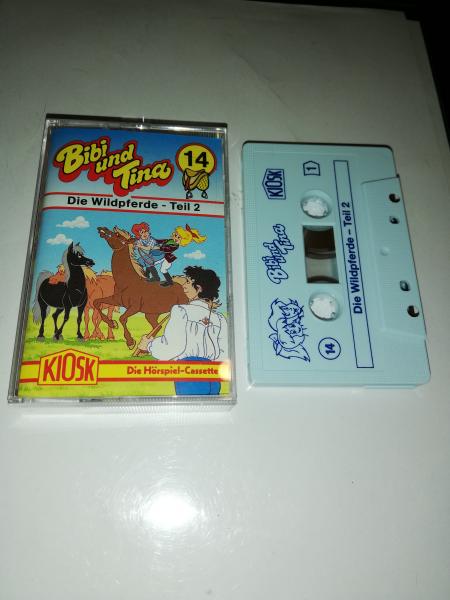 Bibi
und
Tina
14
Die Wildpferde - Teil 2
KIOSK
Die Hörspiel-Cassette
KIOSK
1
Bibi und
Tina
Die Wildpferde - Teil 2
14